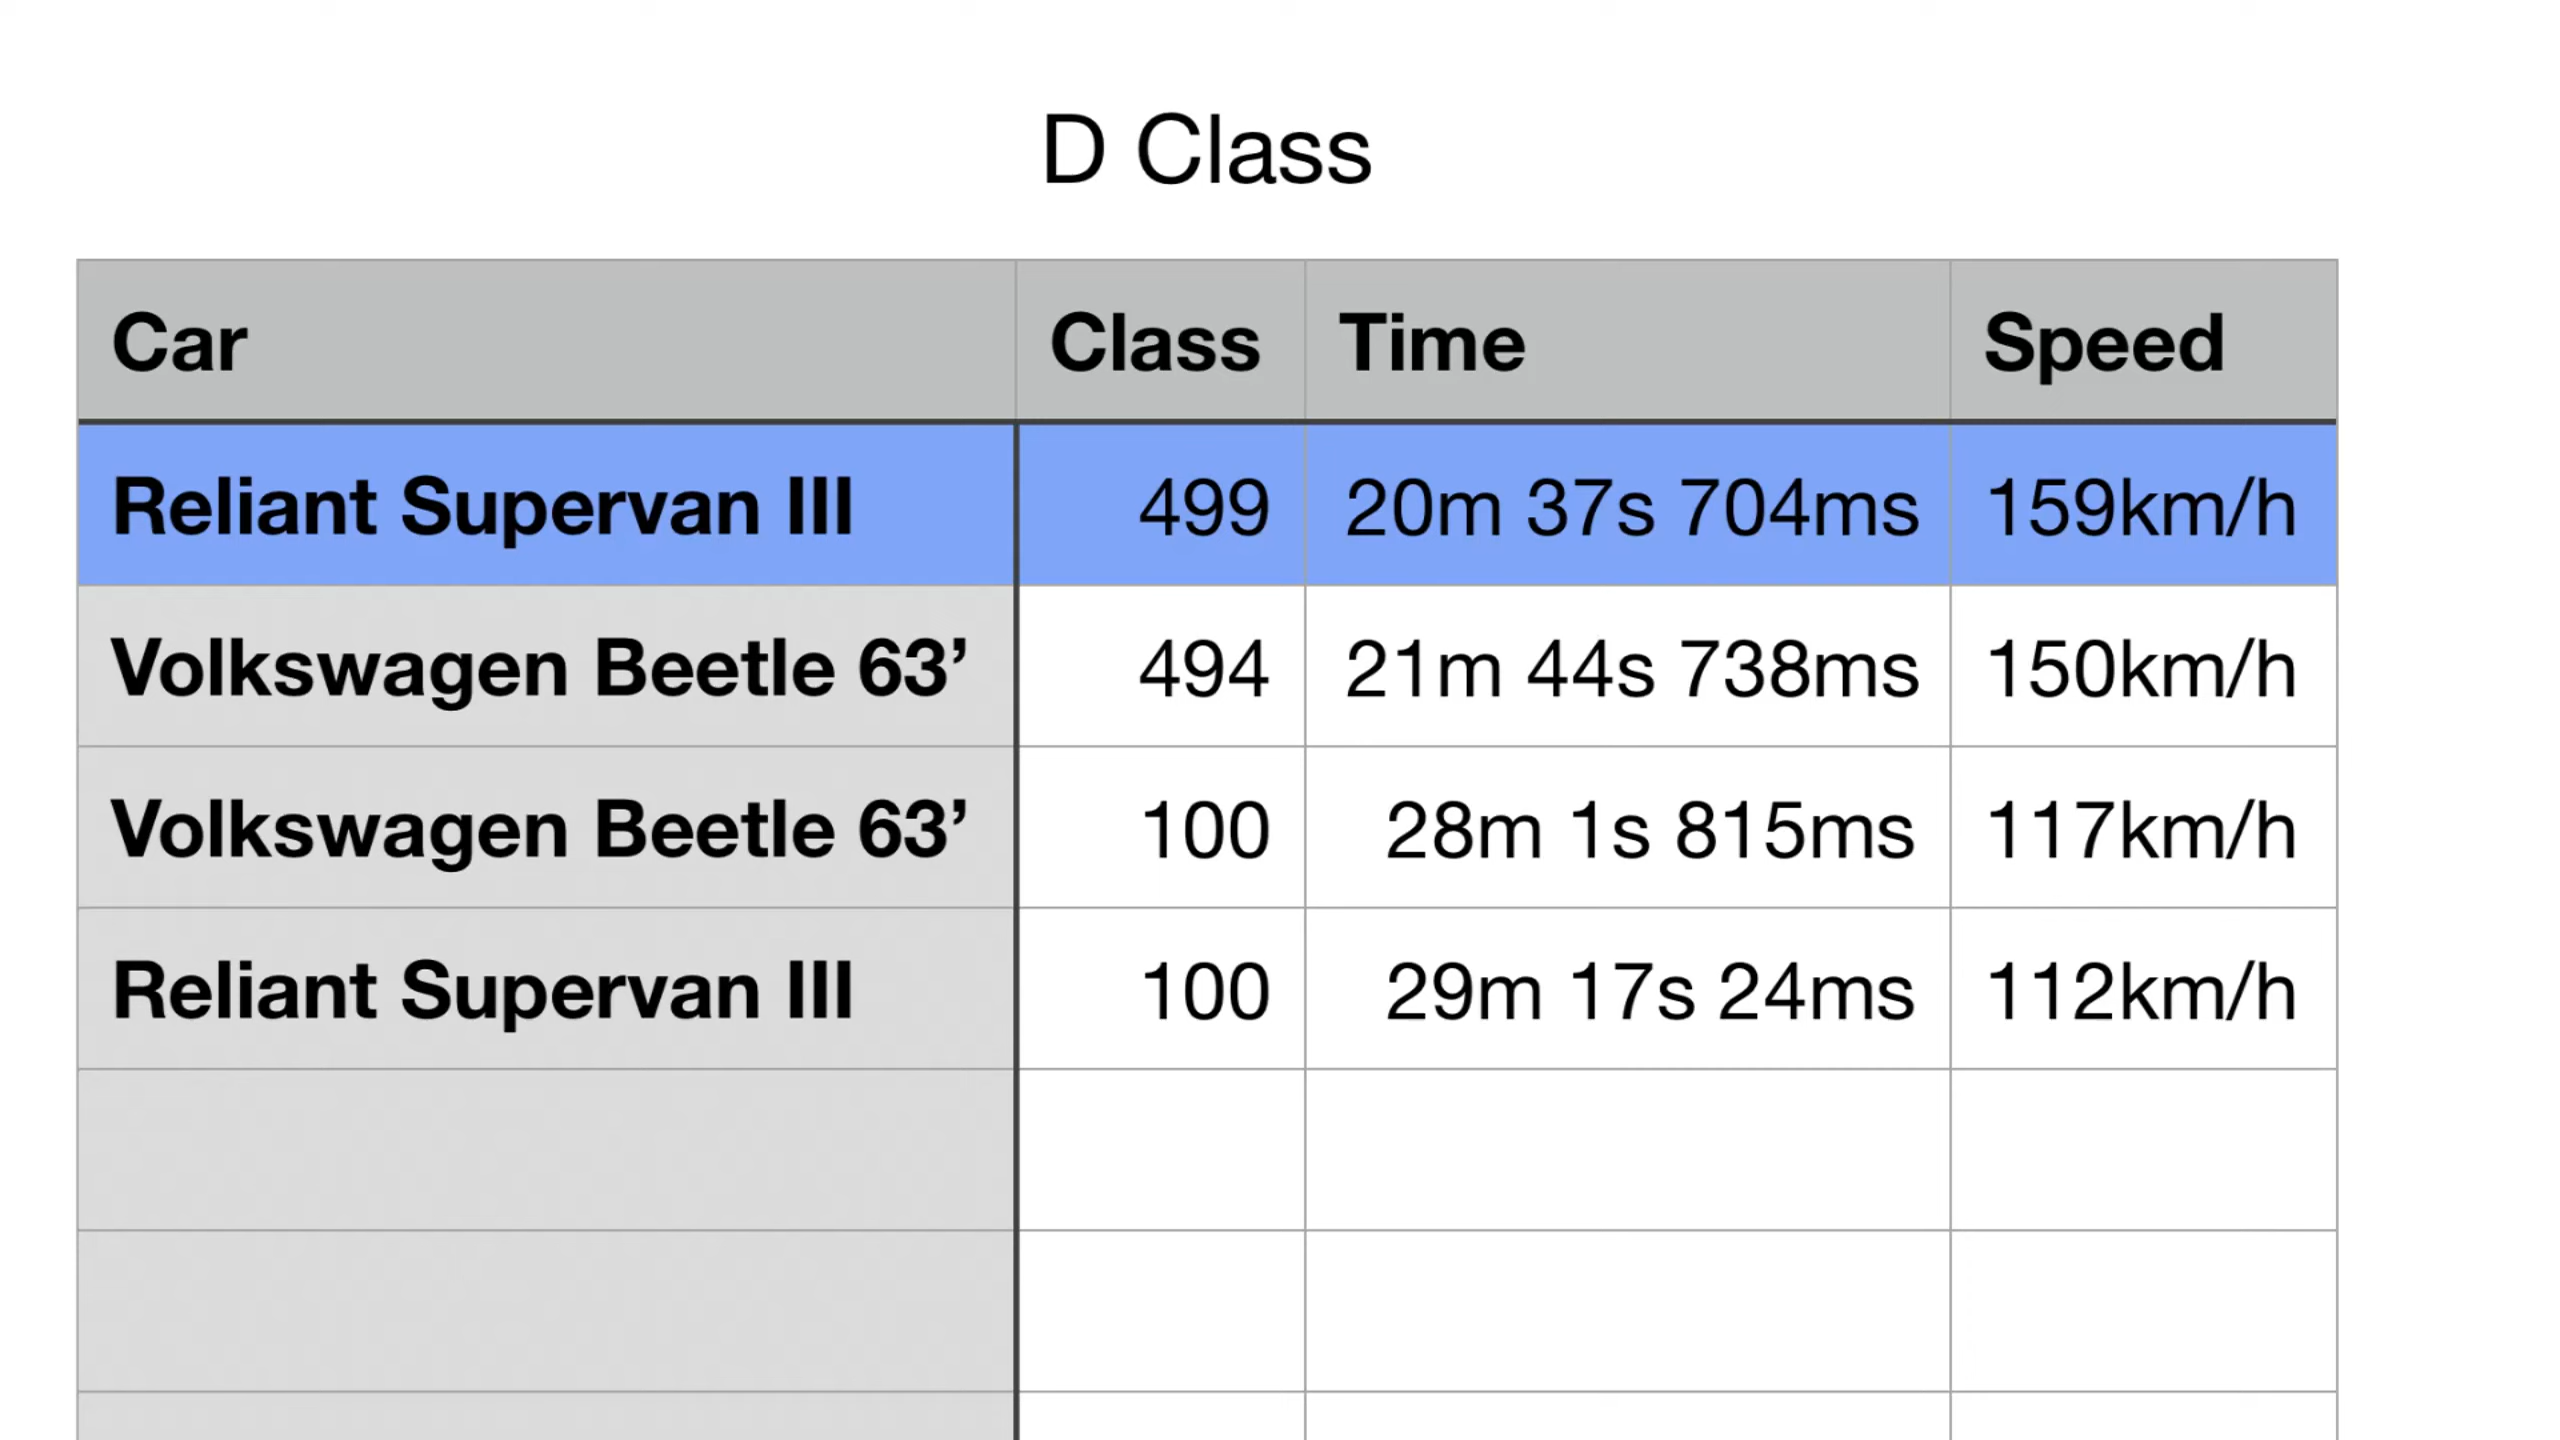 D Class
Car Class Time Speed
Reliant Supervan III 499 20m 37s 704ms 159km/h
Volkswagen Beetle 63’ 494 21m 44s 738ms 150km/h
Volkswagen Beetle 63’ 100 28m 1s 815ms 117km/h
Reliant Supervan III 100 29m 17s 24ms 112km/h